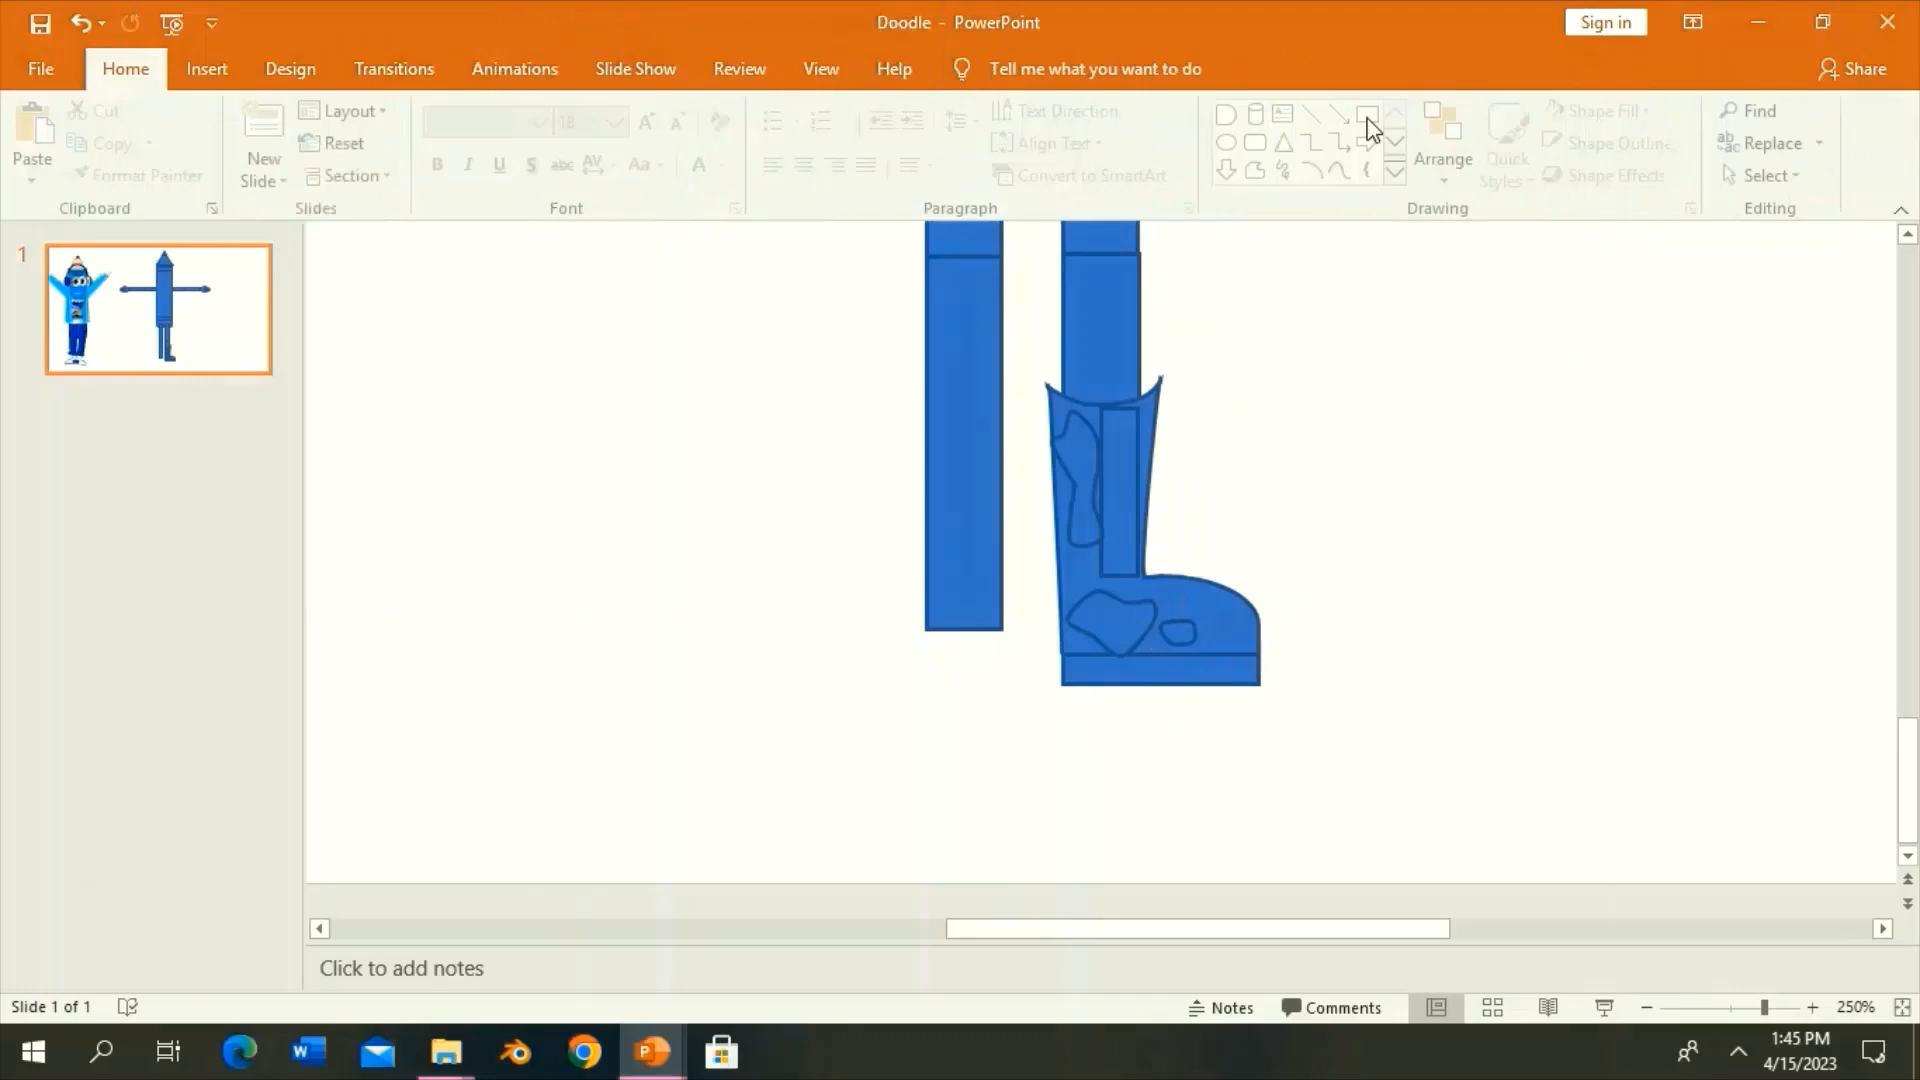 Doodle - PowerPoint
Sign in
File Home Insert Design Transitions Animations Slide Show Review View Help Tell me what you want to do Share
Paste
Cut
Copy
Format Painter
Clipboard
New Slide
Layout
Reset
Section
Slides
18
B I U S abc AV Aa A
Font
Text Direction
Align Text
Convert to SmartArt
Paragraph
Arrange
Quick Styles
Shape Fill
Shape Outline
Shape Effects
Drawing
Find
Replace
Select
Editing
1
Click to add notes
Slide 1 of 1
Notes
Comments
250%
1:45 PM
4/15/2023